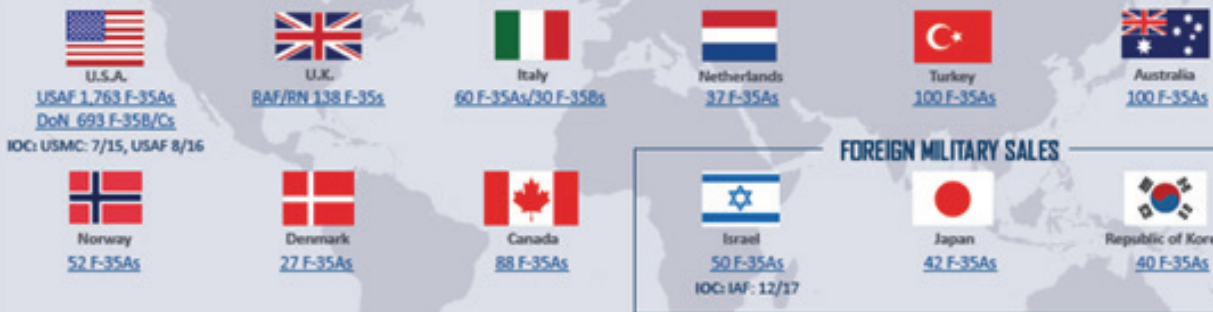 U.S.A.
USAF 1,763 F-35As
DoN 693 F-35B/Cs
IOC: USMC: 7/15, USAF 8/16
U.K.
RAF/RN 138 F-35s
Italy
60 F-35As/30 F-35Bs
Netherlands
37 F-35As
Turkey
100 F-35As
Australia
100 F-35As
Norway
52 F-35As
Denmark
27 F-35As
Canada
88 F-35As
FOREIGN MILITARY SALES
Israel
50 F-35As
IOC: IAF: 12/17
Japan
42 F-35As
Republic of Kore
40 F-35As